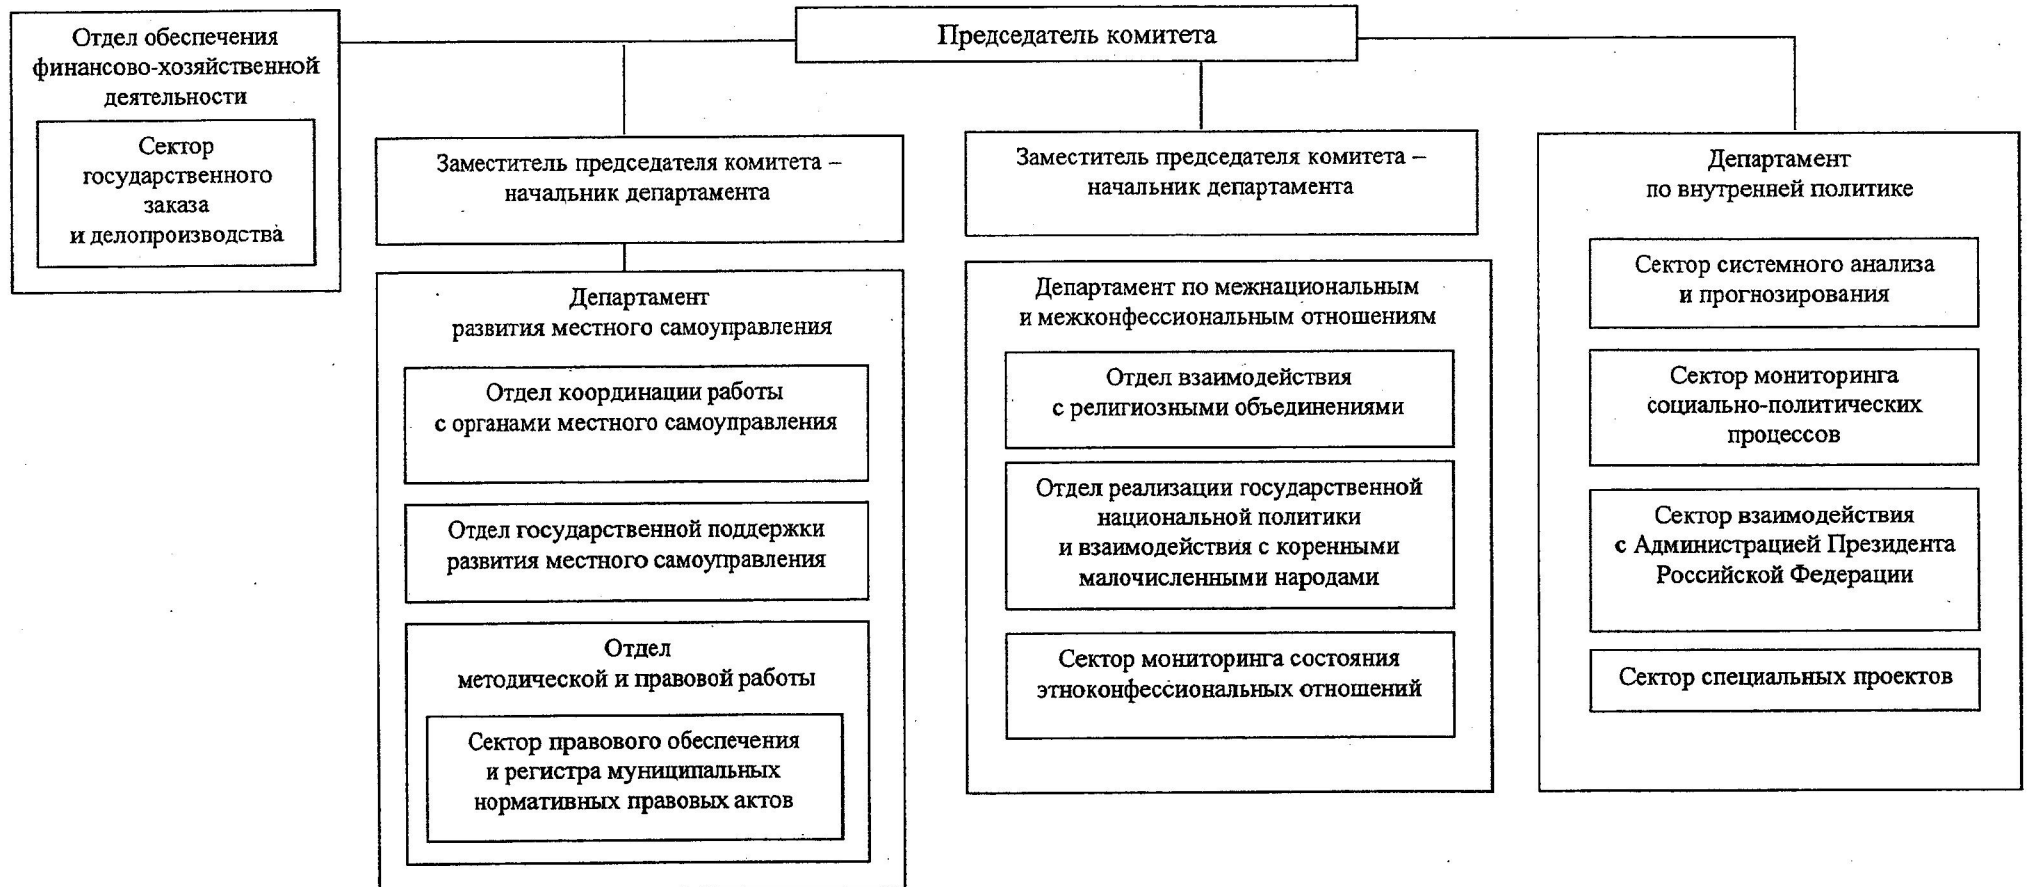 Председатель комитета
Отдел обеспечения
финансово-хозяйственной
деятельности
Сектор
государственного
заказа
и делопроизводства
Заместитель председателя комитета –
начальник департамента
Департамент
развития местного самоуправления
Отдел координации работы
с органами местного самоуправления
Отдел государственной поддержки
развития местного самоуправления
Отдел
методической и правовой работы
Сектор правового обеспечения
и регистра муниципальных
нормативных правовых актов
Заместитель председателя комитета –
начальник департамента
Департамент по межнациональным
и межконфессиональным отношениям
Отдел взаимодействия
с религиозными объединениями
Отдел реализации государственной
национальной политики
и взаимодействия с коренными
малочисленными народами
Сектор мониторинга состояния
этноконфессиональных отношений
Департамент
по внутренней политике
Сектор системного анализа
и прогнозирования
Сектор мониторинга
социально-политических
процессов
Сектор взаимодействия
с Администрацией Президента
Российской Федерации
Сектор специальных проектов